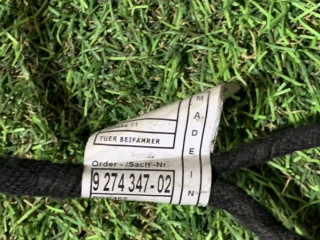 TUER BEIFAHRER
Order - /Sach-Nr.
9 274 347-02
MADE IN